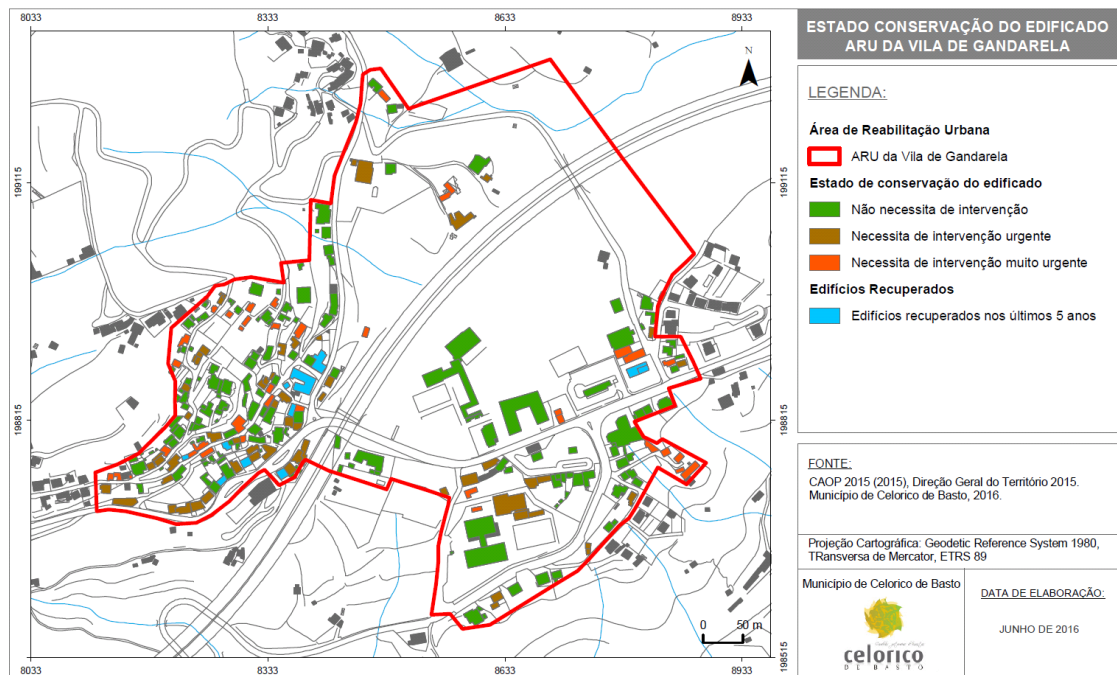 8033 8333 8633 8933
199115 199115
198815 198815
198515
8033 8333 8633 8933
N
0 50 m
ESTADO CONSERVAÇÃO DO EDIFICADO
ARU DA VILA DE GANDARELA
LEGENDA:
Área de Reabilitação Urbana
ARU da Vila de Gandarela
Estado de conservação do edificado
Não necessita de intervenção
Necessita de intervenção urgente
Necessita de intervenção muito urgente
Edifícios Recuperados
Edifícios recuperados nos últimos 5 anos
FONTE:
CAOP 2015 (2015), Direção Geral do Território 2015.
Município de Celorico de Basto, 2016.
Projeção Cartográfica: Geodetic Reference System 1980,
TRansversa de Mercator, ETRS 89
Município de Celorico de Basto
celorico
DE BASTO
DATA DE ELABORAÇÃO:
JUNHO DE 2016